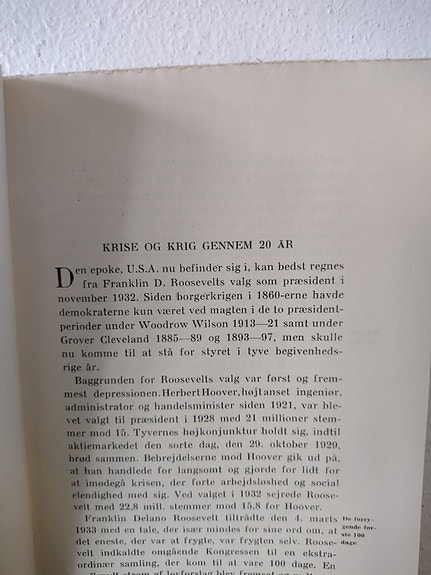 KRISE OG KRIG GENNEM 20 ÅR
Den epoke, U.S.A. nu befinder sig i, kan bedst regnes
fra Franklin D. Roosevelts valg som præsident i
november 1932. Siden borgerkrigen i 1860-erne havde
demokraterne kun været ved magten i de to præsident-
perioder under Woodrow Wilson 1913—21 samt under
Grover Cleveland 1885—89 og 1893—97, men skulle
nu komme til at stå for styret i tyve begivenheds-
rige år.
Baggrunden for Roosevelts valg var først og frem-
mest depressionen. Herbert Hoover, højt anset ingeniør,
administrator og handelsminister siden 1921, var ble-
vet valgt til præsident i 1928 med 21 millioner stem-
mer mod 15. Tyvernes højkonjunktur holdt sig, indtil
aktiemarkedet den sorte dag, den 29. oktober 1929,
brød sammen. Bebrejdelserne mod Hoover gik ud på,
at han handlede for langsomt og gjorde for lidt for
at imødegå krisen, der førte arbejdsløshed og social
elendighed med sig. Ved valget i 1932 sejrede Roose-
velt med 22,8 mill. stemmer mod 15,8 for Hoover.
Franklin Delano Roosevelt tiltrådte den 4. marts
1933 med en tale, der især mindes for sine ord om, at
det eneste, der var at frygte, var frygten selv. Roose-
velt indkaldte omgående Kongressen til en ekstra-
ordinær samling, der kom til at vare 100 dage. En
De forry-
gende før-
ste 100
dage